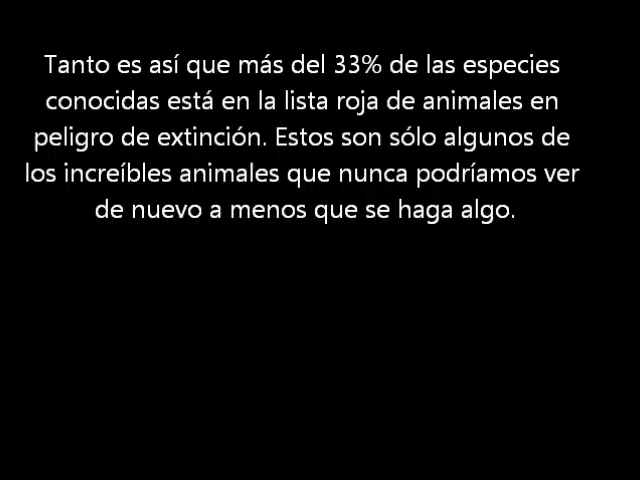 Tanto es así que más del 33% de las especies
conocidas está en la lista roja de animales en
peligro de extinción. Estos son sólo algunos de
los increíbles animales que nunca podríamos ver
de nuevo a menos que se haga algo.